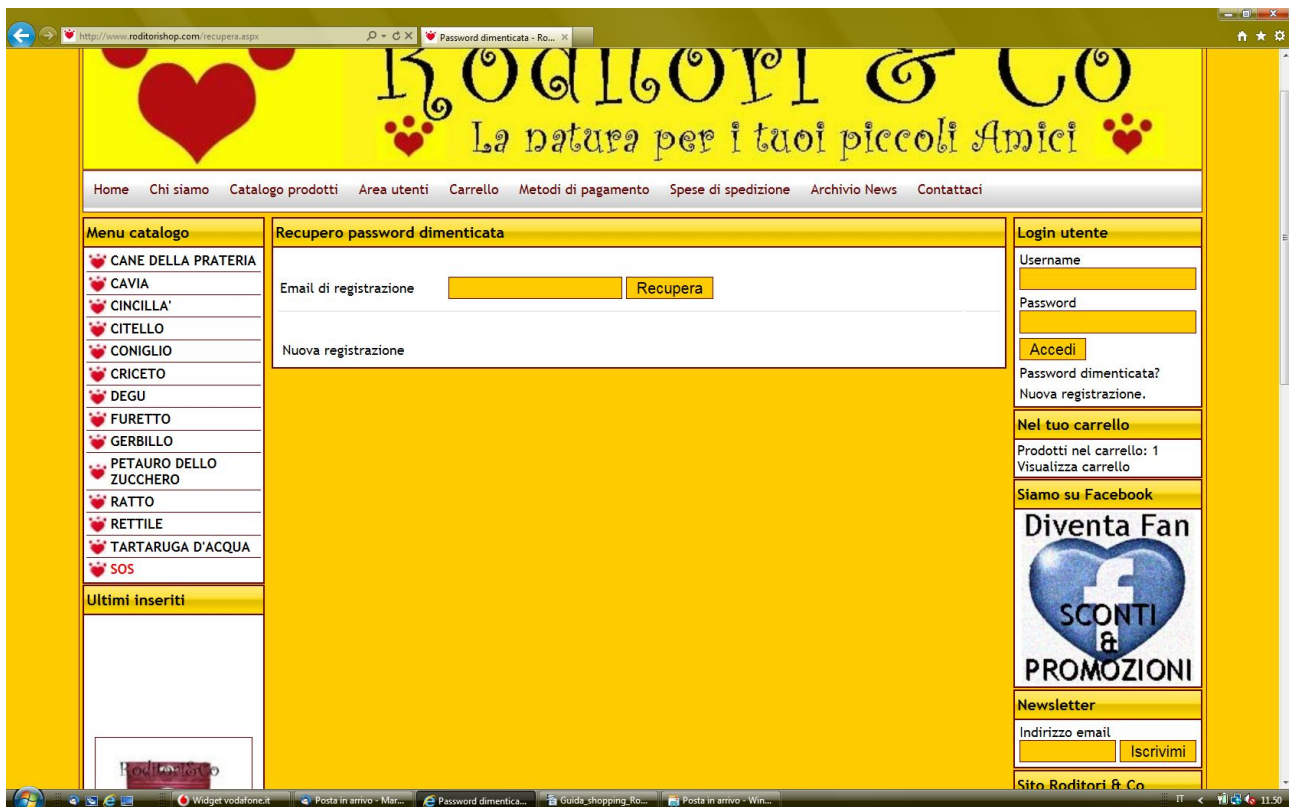 http://www.roditorishop.com/recupera.aspx
Password dimenticata - Ro...
Roditori & Co
La natura per i tuoi piccoli Amici
Home Chi siamo Catalogo prodotti Area utenti Carrello Metodi di pagamento Spese di spedizione Archivio News Contattaci
Menu catalogo
CANE DELLA PRATERIA
CAVIA
CINCILLA'
CITELLO
CONIGLIO
CRICETO
DEGU
FURETTO
GERBILLO
PETAURO DELLO
ZUCCHERO
RATTO
RETTILE
TARTARUGA D'ACQUA
SOS
Ultimi inseriti
Roditori&Co
Recupero password dimenticata
Email di registrazione
Recupera
Nuova registrazione
Login utente
Username
Password
Accedi
Password dimenticata?
Nuova registrazione.
Nel tuo carrello
Prodotti nel carrello: 1
Visualizza carrello
Siamo su Facebook
Diventa Fan
f
SCONTI
&
PROMOZIONI
Newsletter
Indirizzo email
Iscrivimi
Sito Roditori & Co
Widget vodafone.it
Posta in arrivo - Mar...
Password dimentica...
Guida_shopping_Ro...
Posta in arrivo - Win...
IT
11.50